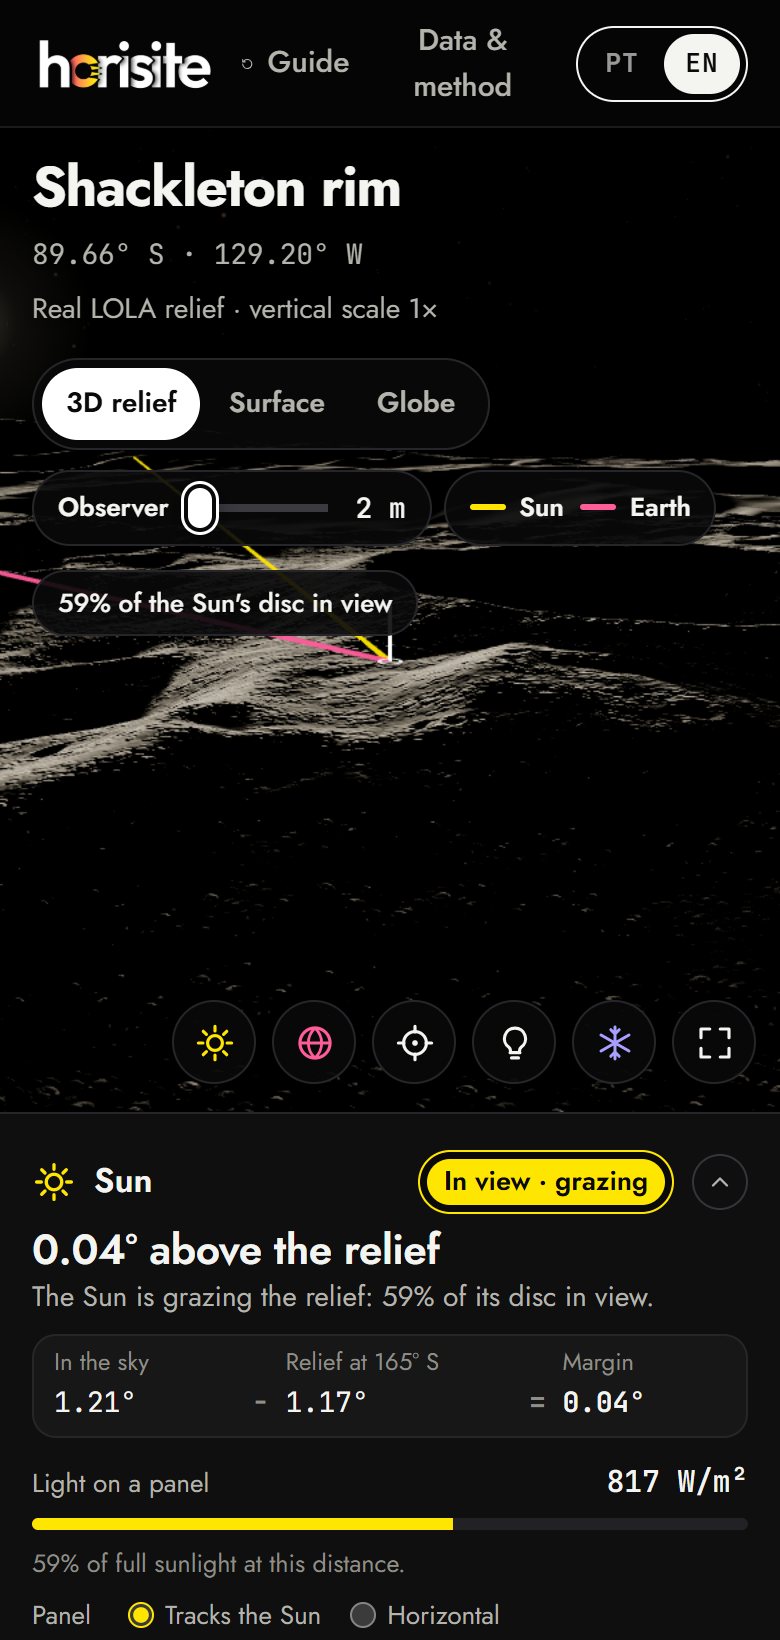 horisite
Guide
Data &
method
PT EN
Shackleton rim
89.66° S · 129.20° W
Real LOLA relief · vertical scale 1×
3D relief Surface Globe
Observer 2 m Sun Earth
59% of the Sun's disc in view
Sun In view · grazing
0.04° above the relief
The Sun is grazing the relief: 59% of its disc in view.
In the sky Relief at 165° S Margin
1.21° - 1.17° = 0.04°
Light on a panel 817 W/m²
59% of full sunlight at this distance.
Panel Tracks the Sun Horizontal